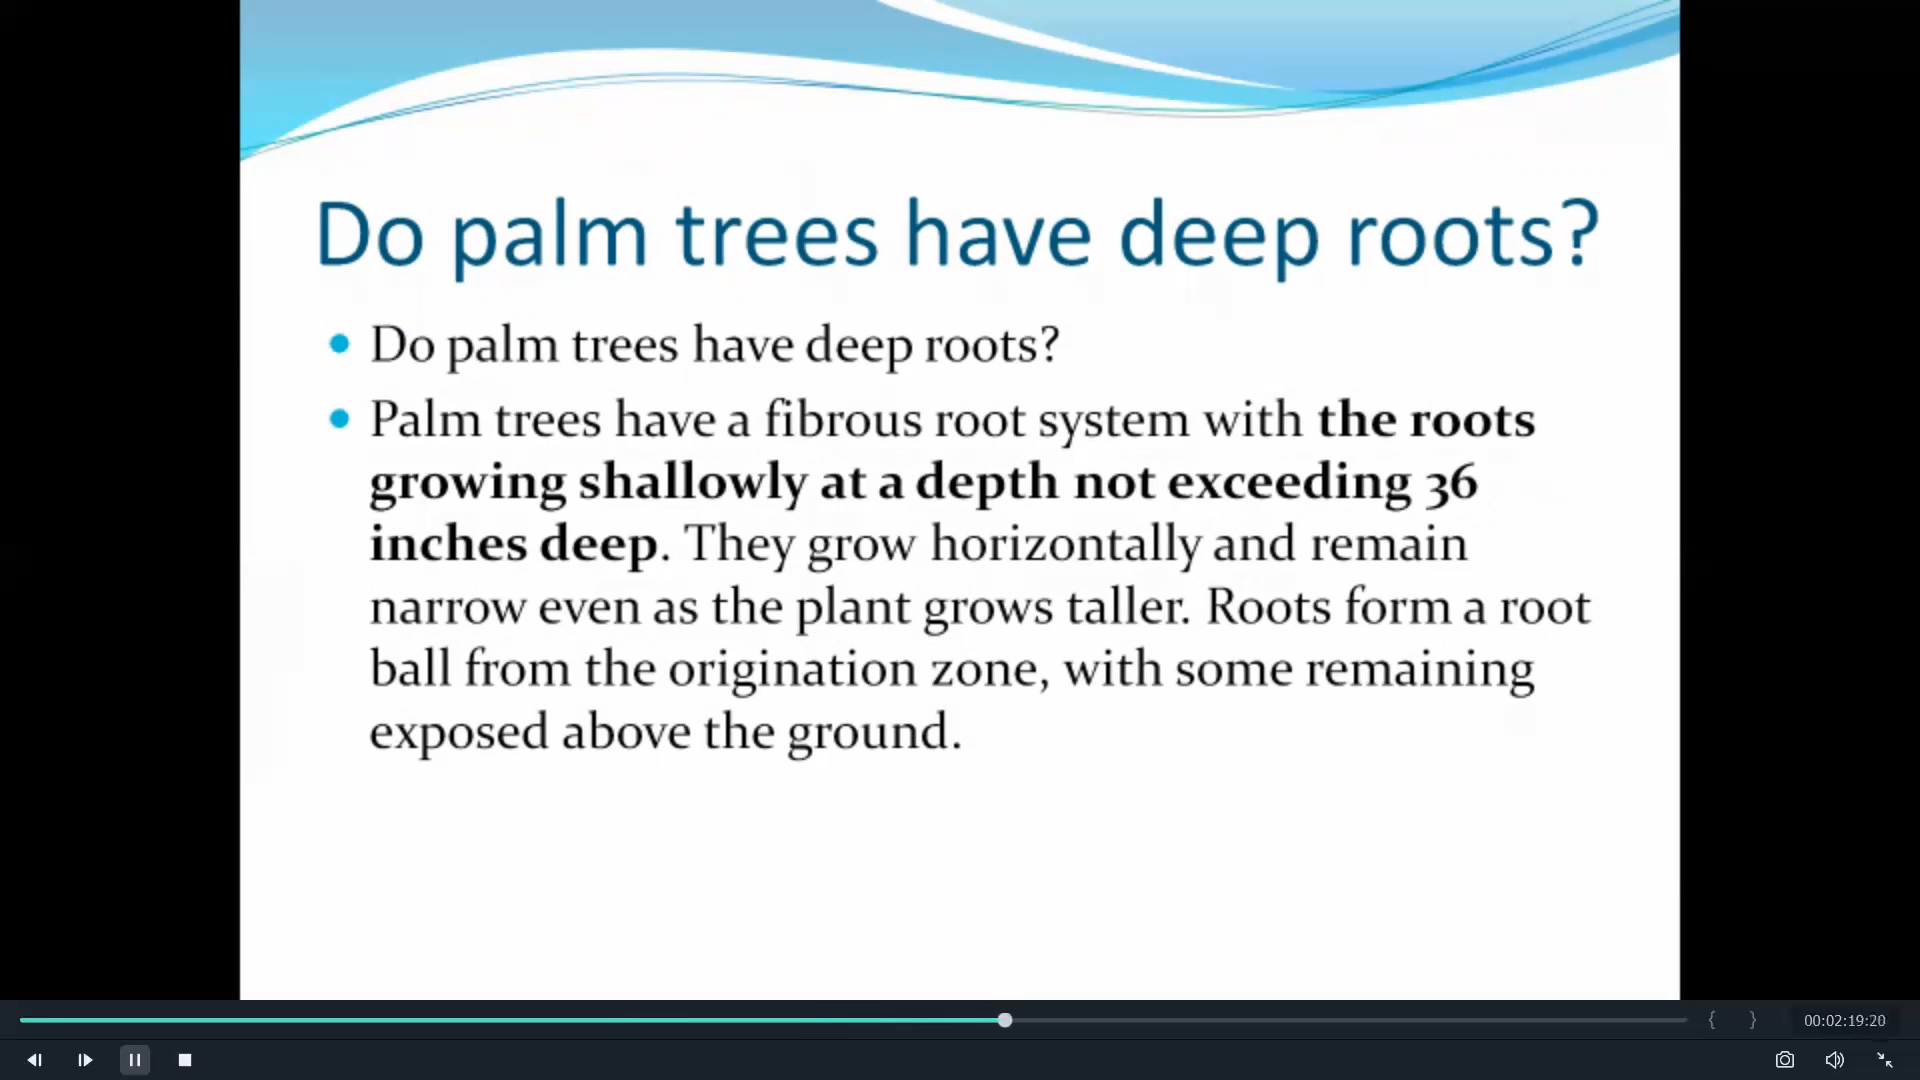 Do palm trees have deep roots?
• Do palm trees have deep roots?
• Palm trees have a fibrous root system with the roots
growing shallowly at a depth not exceeding 36
inches deep. They grow horizontally and remain
narrow even as the plant grows taller. Roots form a root
ball from the origination zone, with some remaining
exposed above the ground.
{ } 00:02:19:20